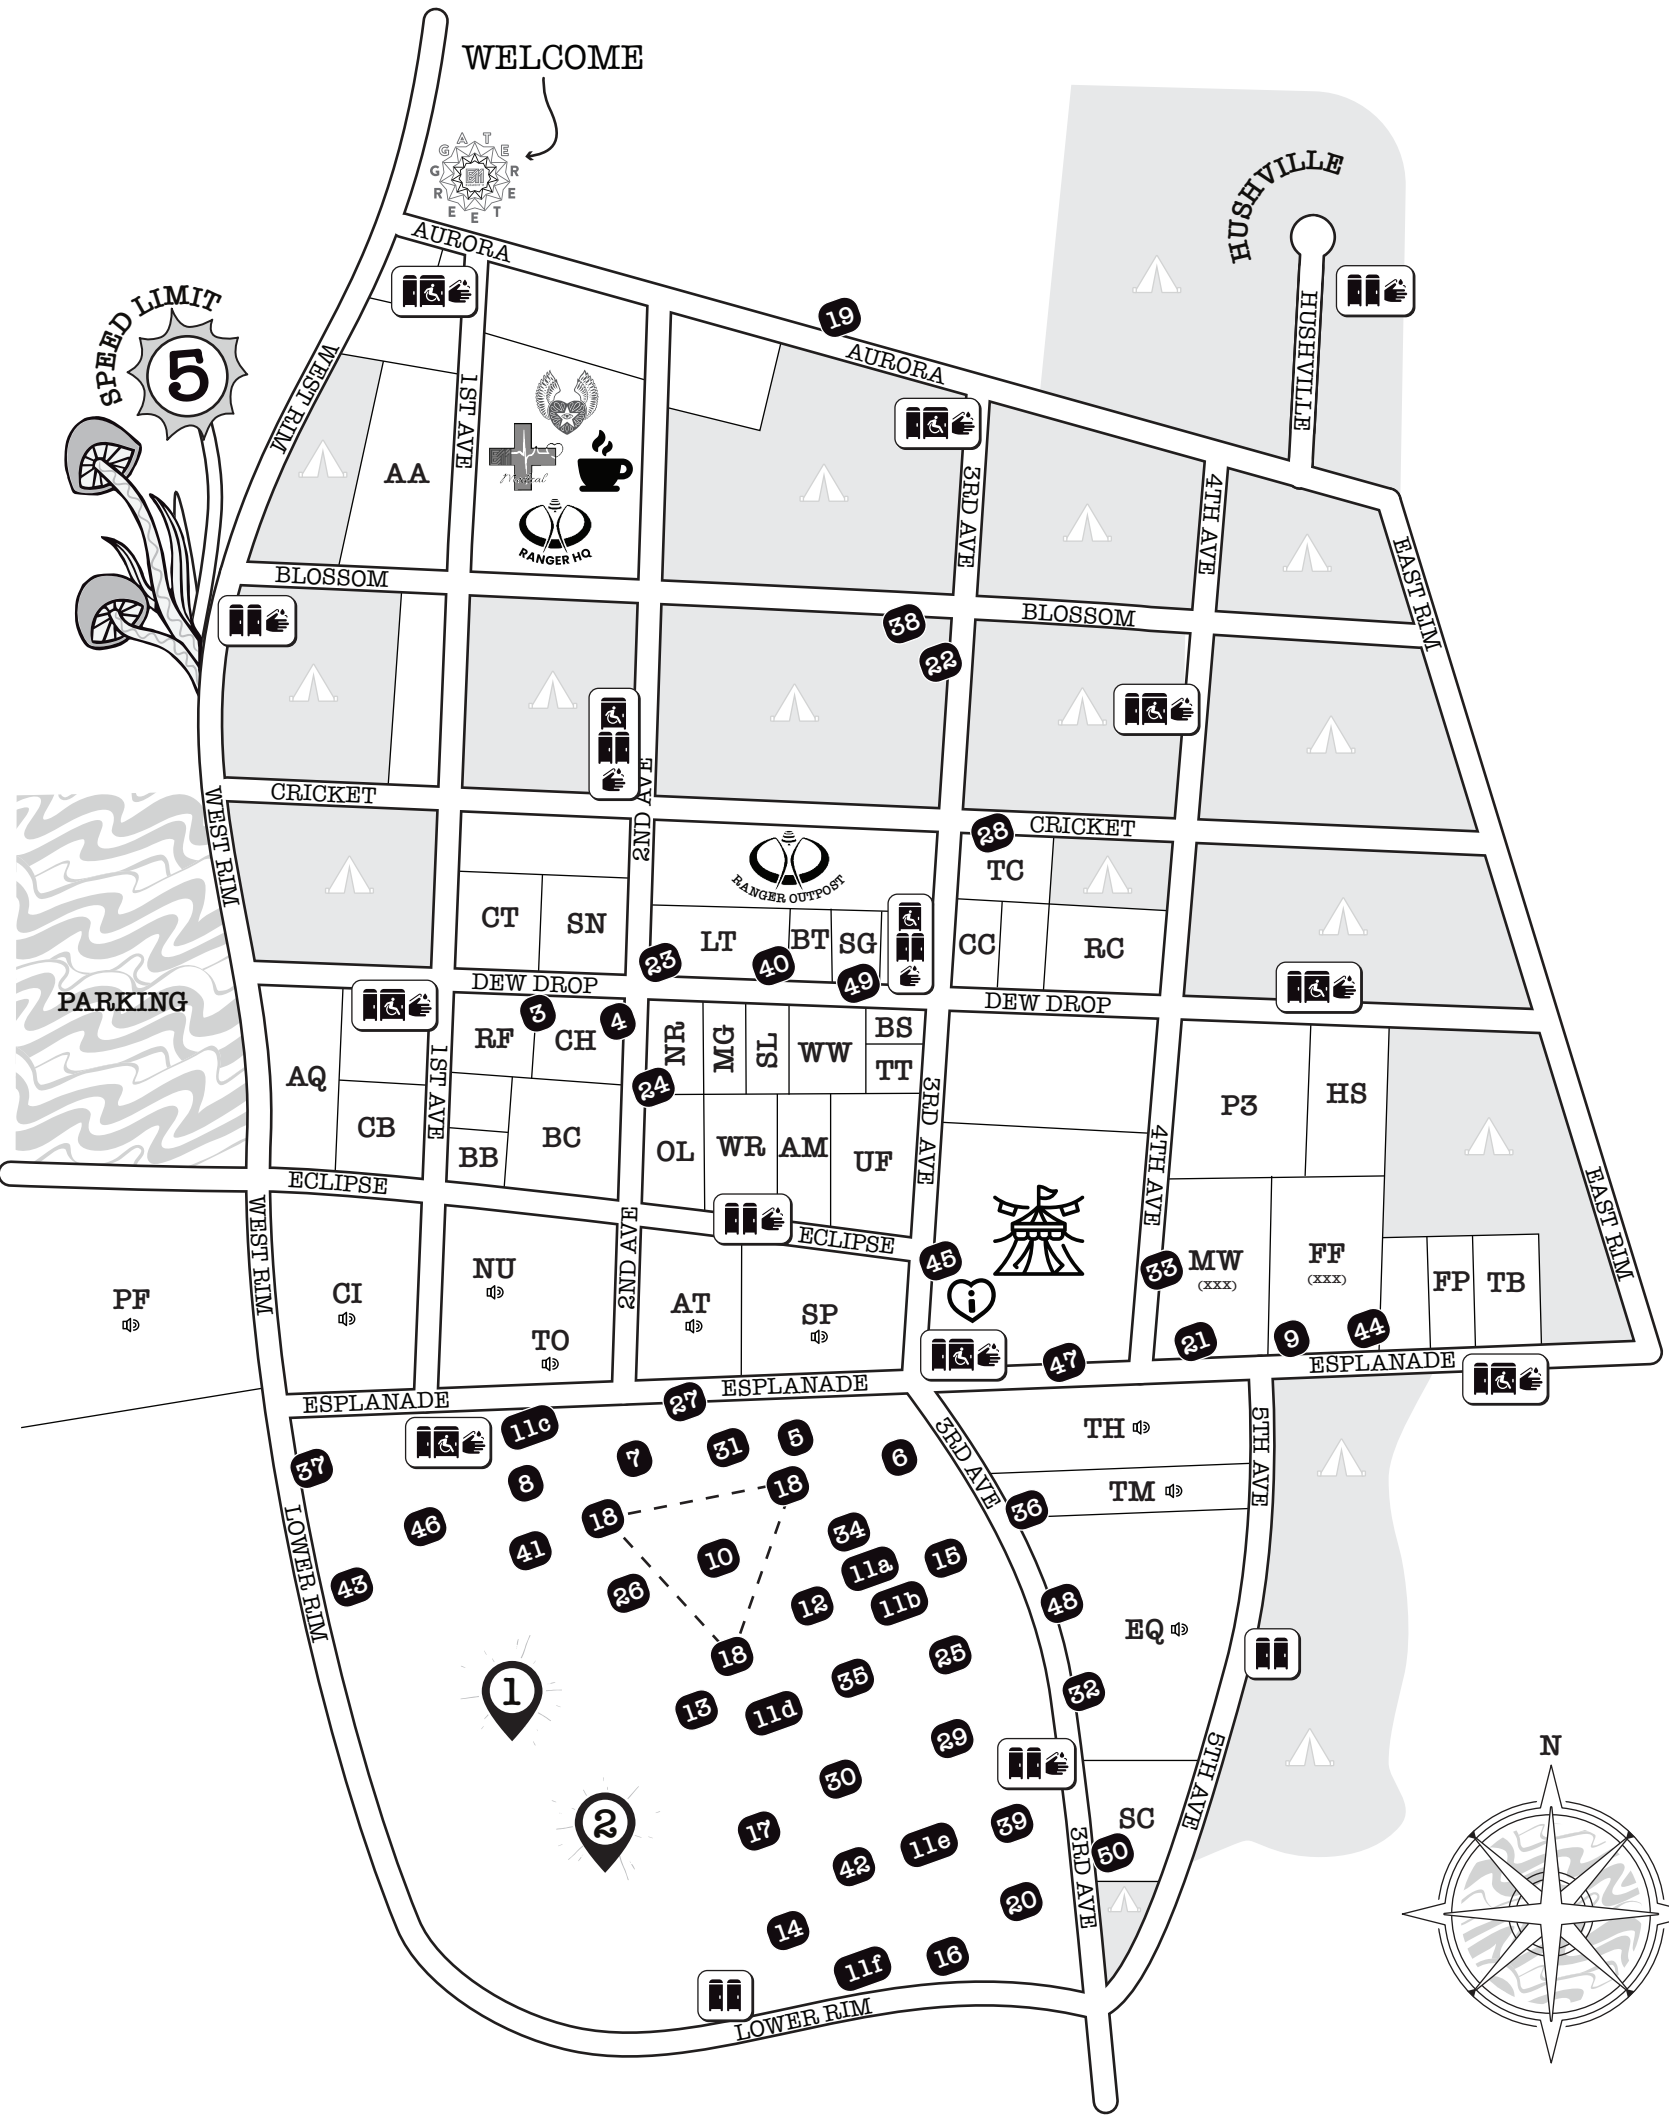 WELCOME
GATE
GREETER
HUSHVILLE
AURORA
SPEED LIMIT
5
HUSHVILLE
19
AURORA
WEST RIM
1ST AVE
AA
Medical
RANGER HQ
3RD AVE
4TH AVE
EAST RIM
BLOSSOM
38
BLOSSOM
22
2ND AVE
CRICKET
WEST RIM
28
CRICKET
TC
RANGER OUTPOST
CT
SN
LT
BT
SG
CC
RC
23
40
49
DEW DROP
DEW DROP
PARKING
3
4
RF
CH
NR
MG
SL
WW
BS
TT
AQ
1ST AVE
24
3RD AVE
P3
HS
CB
BB
BC
OL
WR
AM
UF
4TH AVE
ECLIPSE
WEST RIM
2ND AVE
ECLIPSE
EAST RIM
45
33
MW
(XXX)
FF
(XXX)
FP
TB
PF
CI
NU
TO
AT
SP
i
21
9
44
47
ESPLANADE
ESPLANADE
ESPLANADE
27
11c
37
8
7
31
5
6
3RD AVE
TH
5TH AVE
18
18
TM
36
46
41
34
10
11a
15
43
26
12
11b
48
LOWER RIM
EQ
18
25
1
35
32
13
11d
29
5TH AVE
N
30
2
17
39
SC
11e
42
50
3RD AVE
20
14
16
11f
LOWER RIM